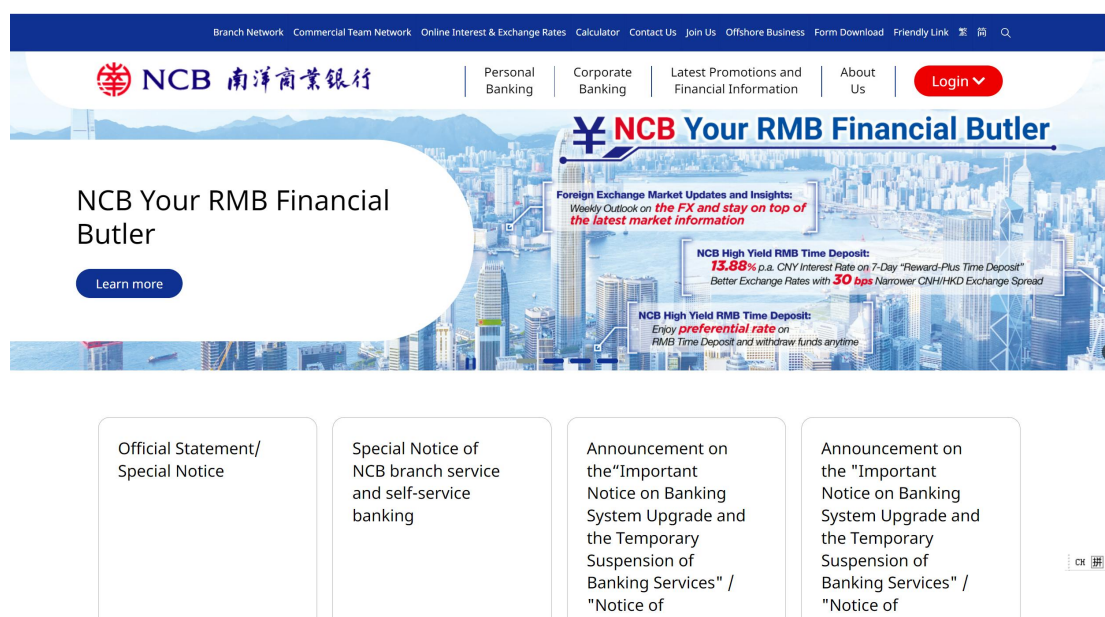 Branch Network Commercial Team Network Online Interest & Exchange Rates Calculator Contact Us Join Us Offshore Business Form Download Friendly Link 繁 简
NCB 南洋商業銀行
Personal Banking
Corporate Banking
Latest Promotions and Financial Information
About Us
Login
¥ NCB Your RMB Financial Butler
NCB Your RMB Financial
Butler
Learn more
Foreign Exchange Market Updates and Insights:
Weekly Outlook on the FX and stay on top of
the latest market information
NCB High Yield RMB Time Deposit:
13.88% p.a. CNY Interest Rate on 7-Day “Reward-Plus Time Deposit”
Better Exchange Rates with 30 bps Narrower CNH/HKD Exchange Spread
NCB High Yield RMB Time Deposit:
Enjoy preferential rate on
RMB Time Deposit and withdraw funds anytime
Official Statement/
Special Notice
Special Notice of
NCB branch service
and self-service
banking
Announcement on
the“Important
Notice on Banking
System Upgrade and
the Temporary
Suspension of
Banking Services" /
"Notice of
Announcement on
the "Important
Notice on Banking
System Upgrade and
the Temporary
Suspension of
Banking Services" /
"Notice of
CH 拼